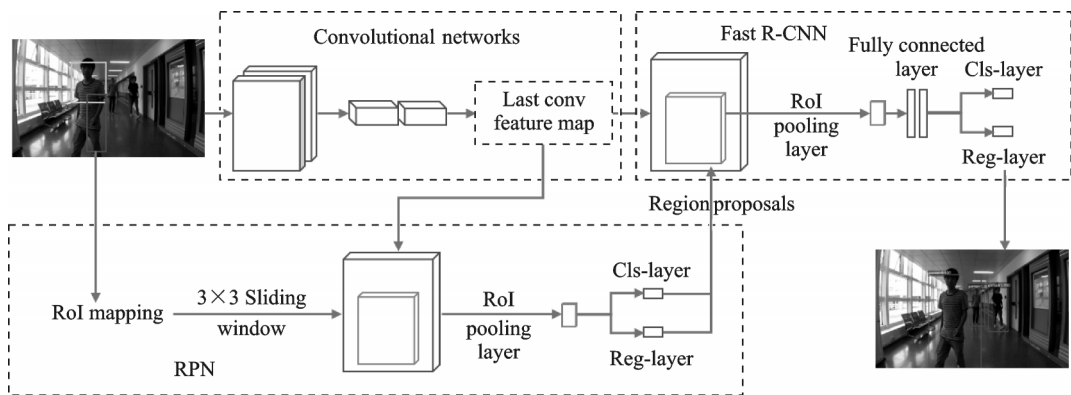 Convolutional networks
Last conv
feature map
Fast R-CNN
Fully connected
layer
RoI
pooling
layer
Cls-layer
Reg-layer
Region proposals
RoI mapping
3×3 Sliding
window
RoI
pooling
layer
Cls-layer
Reg-layer
RPN